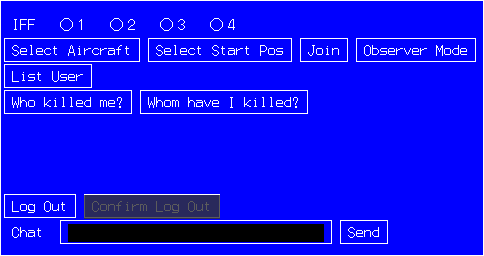 IFF 1 2 3 4
Select Aircraft Select Start Pos Join Observer Mode
List User
Who killed me? Whom have I killed?
Log Out Confirm Log Out
Chat Send